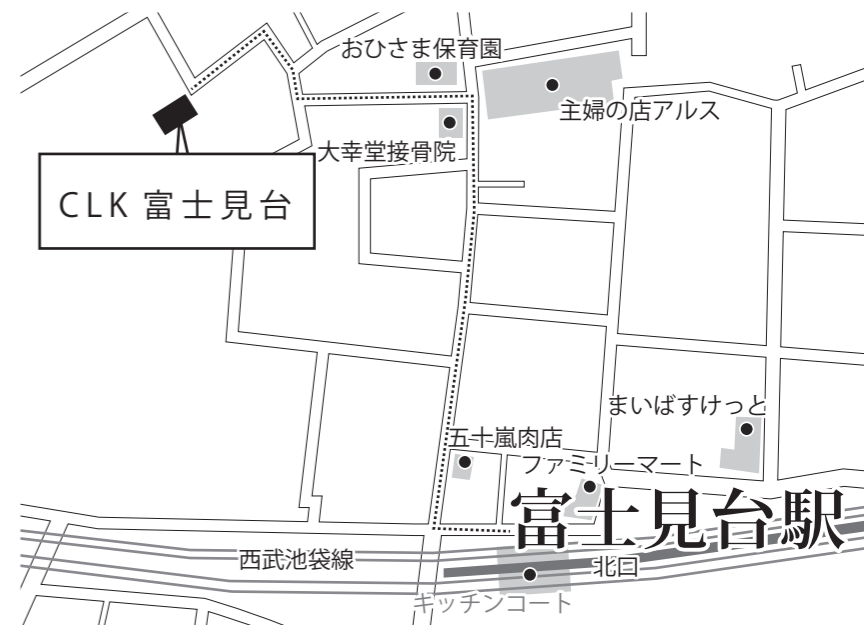 おひさま保育園
主婦の店アルス
大幸堂接骨院
CLK 富士見台
まいばすけっと
五十嵐肉店
ファミリーマート
富士見台駅
西武池袋線
北口
キッチンコート